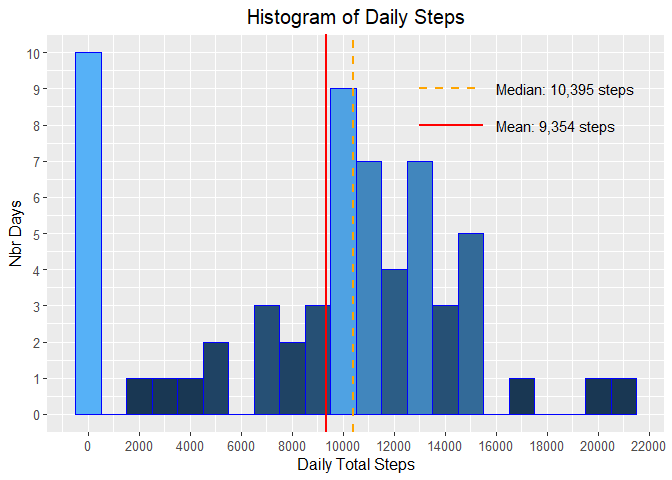 Histogram of Daily Steps
10
9
8
7
6
5
4
3
2
1
0
Nbr Days
Median: 10,395 steps
Mean: 9,354 steps
0 2000 4000 6000 8000 10000 12000 14000 16000 18000 20000 22000
Daily Total Steps